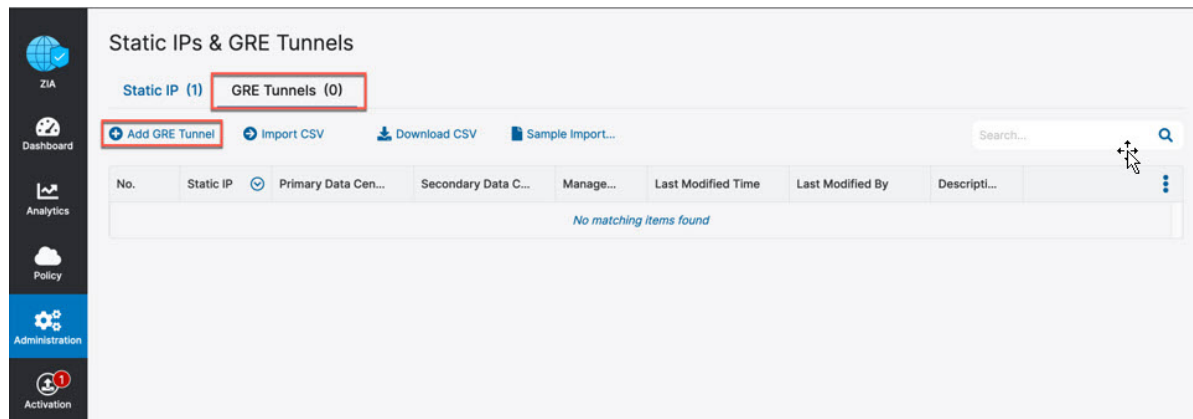 Static IPs & GRE Tunnels
ZIA
Static IP (1) GRE Tunnels (0)
Add GRE Tunnel Import CSV Download CSV Sample Import... Search...
Dashboard
No. Static IP Primary Data Cen... Secondary Data C... Manage... Last Modified Time Last Modified By Descripti...
Analytics
No matching items found
Policy
Administration
1
Activation